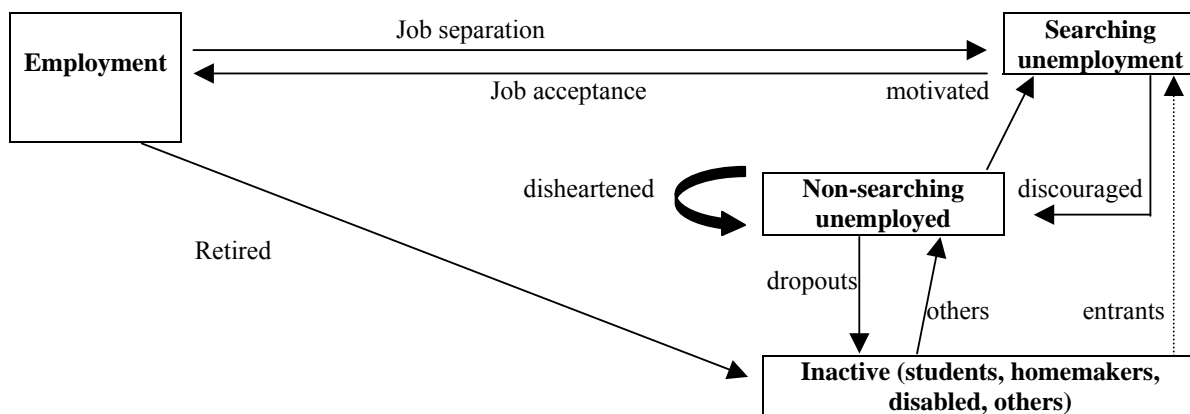 Job separation
Searching
unemployment
Employment
Job acceptance
motivated
disheartened
Non-searching
unemployed
discouraged
Retired
dropouts
others
entrants
Inactive (students, homemakers,
disabled, others)